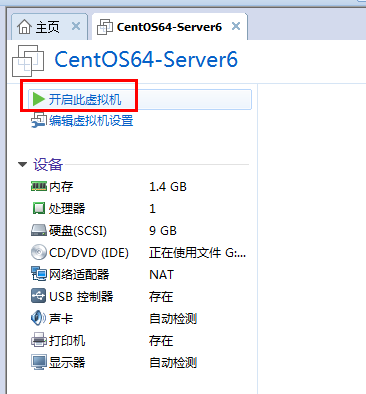 主页 CentOS64-Server6
CentOS64-Server6
开启此虚拟机
编辑虚拟机设置
设备
内存 1.4 GB
处理器 1
硬盘(SCSI) 9 GB
CD/DVD (IDE) 正在使用文件 G:...
网络适配器 NAT
USB 控制器 存在
声卡 自动检测
打印机 存在
显示器 自动检测